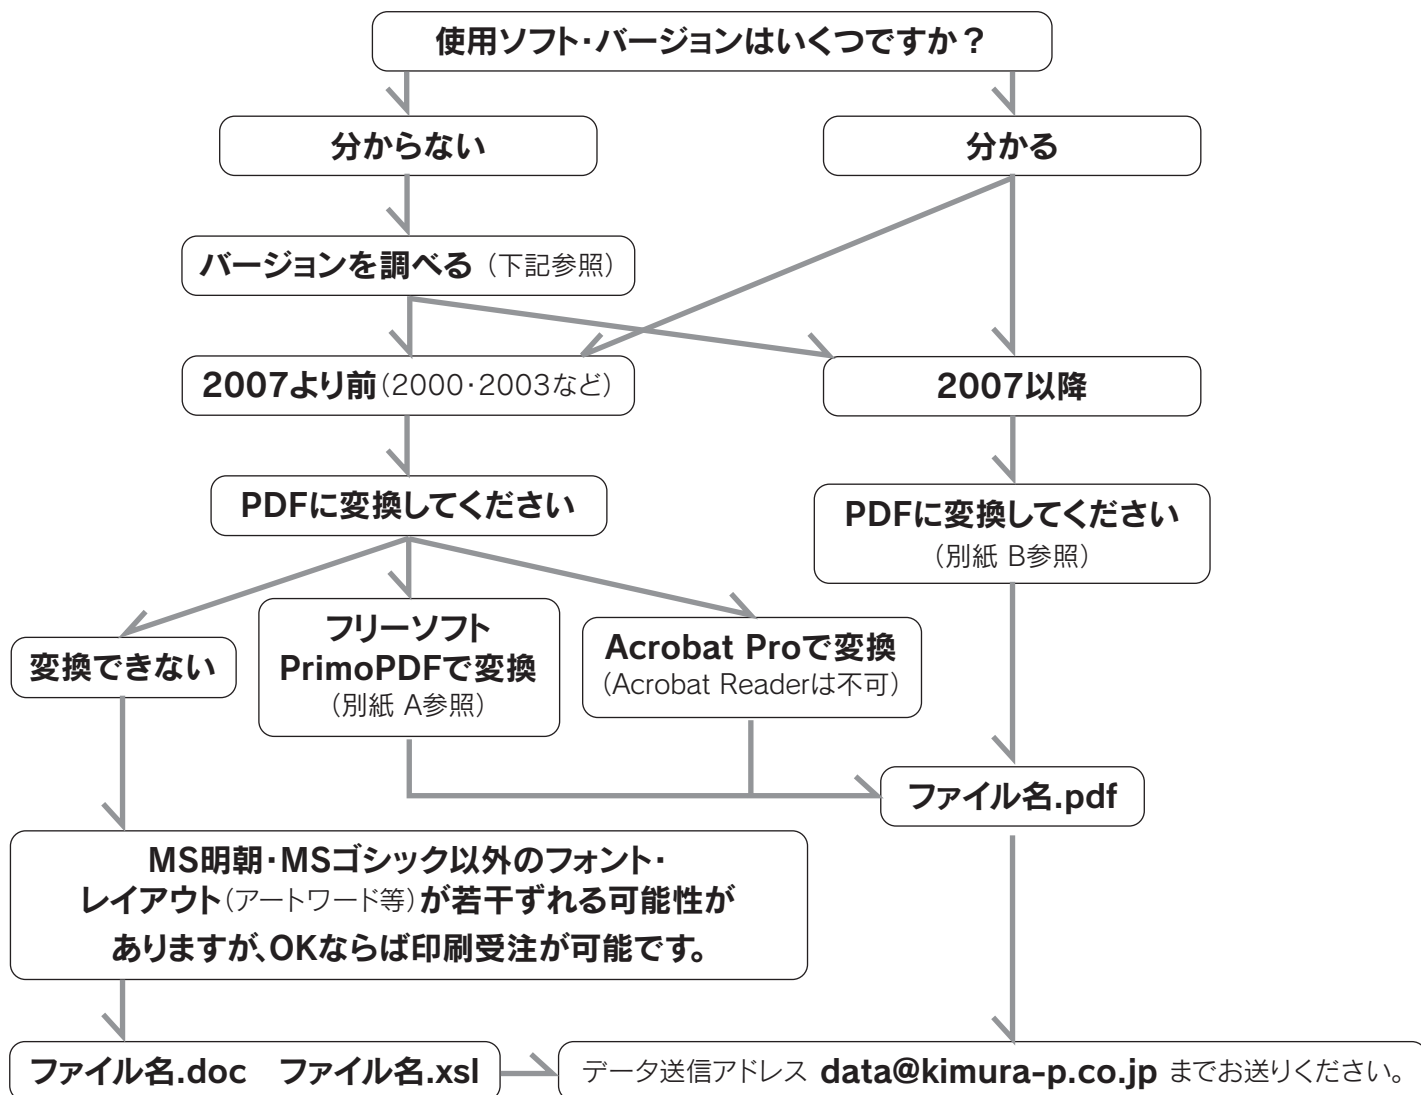 使用ソフト・バージョンはいくつですか？
分からない
分かる
バージョンを調べる（下記参照）
2007より前（2000・2003など）
2007以降
PDFに変換してください
PDFに変換してください
（別紙 B参照）
変換できない
フリーソフト
PrimoPDFで変換
（別紙 A参照）
Acrobat Proで変換
（Acrobat Readerは不可）
ファイル名.pdf
MS明朝・MSゴシック以外のフォント・
レイアウト（アートワード等）が若干ずれる可能性が
ありますが、OKならば印刷受注が可能です。
ファイル名.doc　ファイル名.xsl
データ送信アドレス data@kimura-p.co.jp までお送りください。